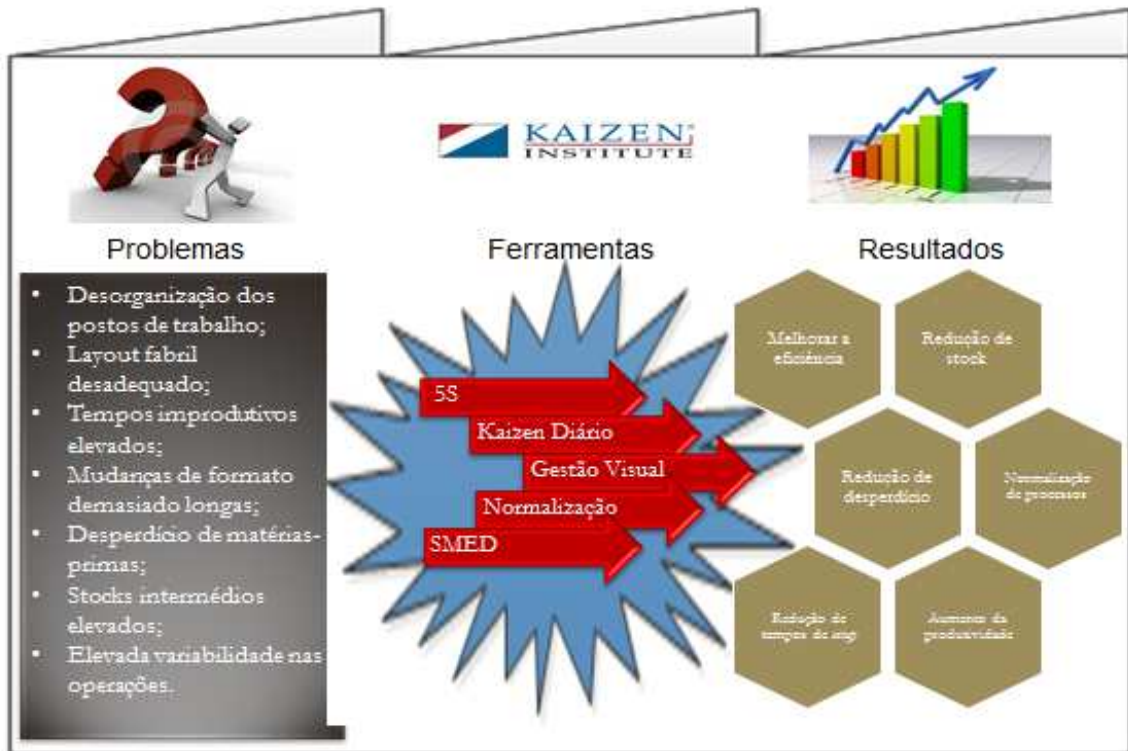 KAIZEN
INSTITUTE
Problemas
Ferramentas
Resultados
• Desorganização dos
postos de trabalho;
• Layout fabril
desadequado;
• Tempos improdutivos
elevados;
• Mudanças de formato
demasiado longas;
• Desperdício de matérias-
primas;
• Stocks intermédios
elevados;
• Elevada variabilidade nas
operações.
5S
Kaizen Diário
Gestão Visual
Normalização
SMED
Melhorar a
eficiência
Redução de
stock
Redução de
desperdício
Normalização
de processos
Redução de
tempos de
Aumento da
produtividade